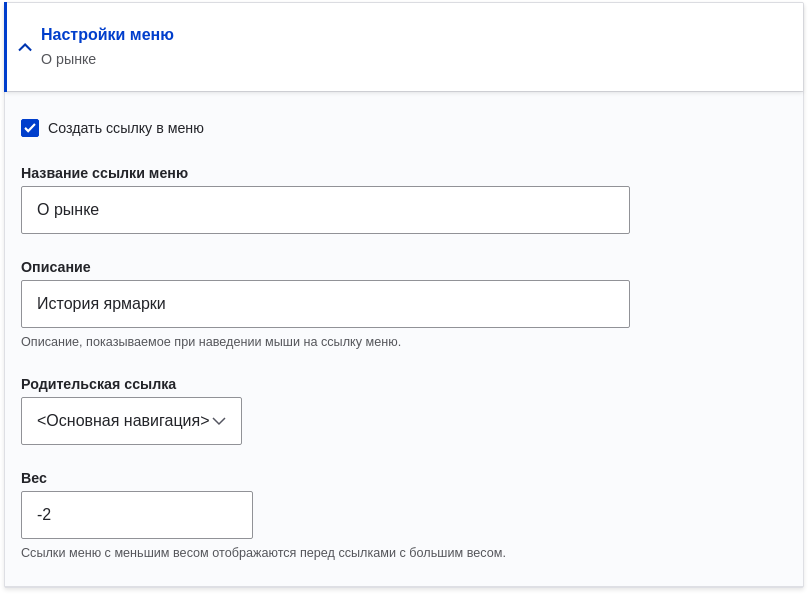 Настройки меню
О рынке
Создать ссылку в меню
Название ссылки меню
О рынке
Описание
История ярмарки
Описание, показываемое при наведении мыши на ссылку меню.
Родительская ссылка
<Основная навигация>
Вес
-2
Ссылки меню с меньшим весом отображаются перед ссылками с большим весом.